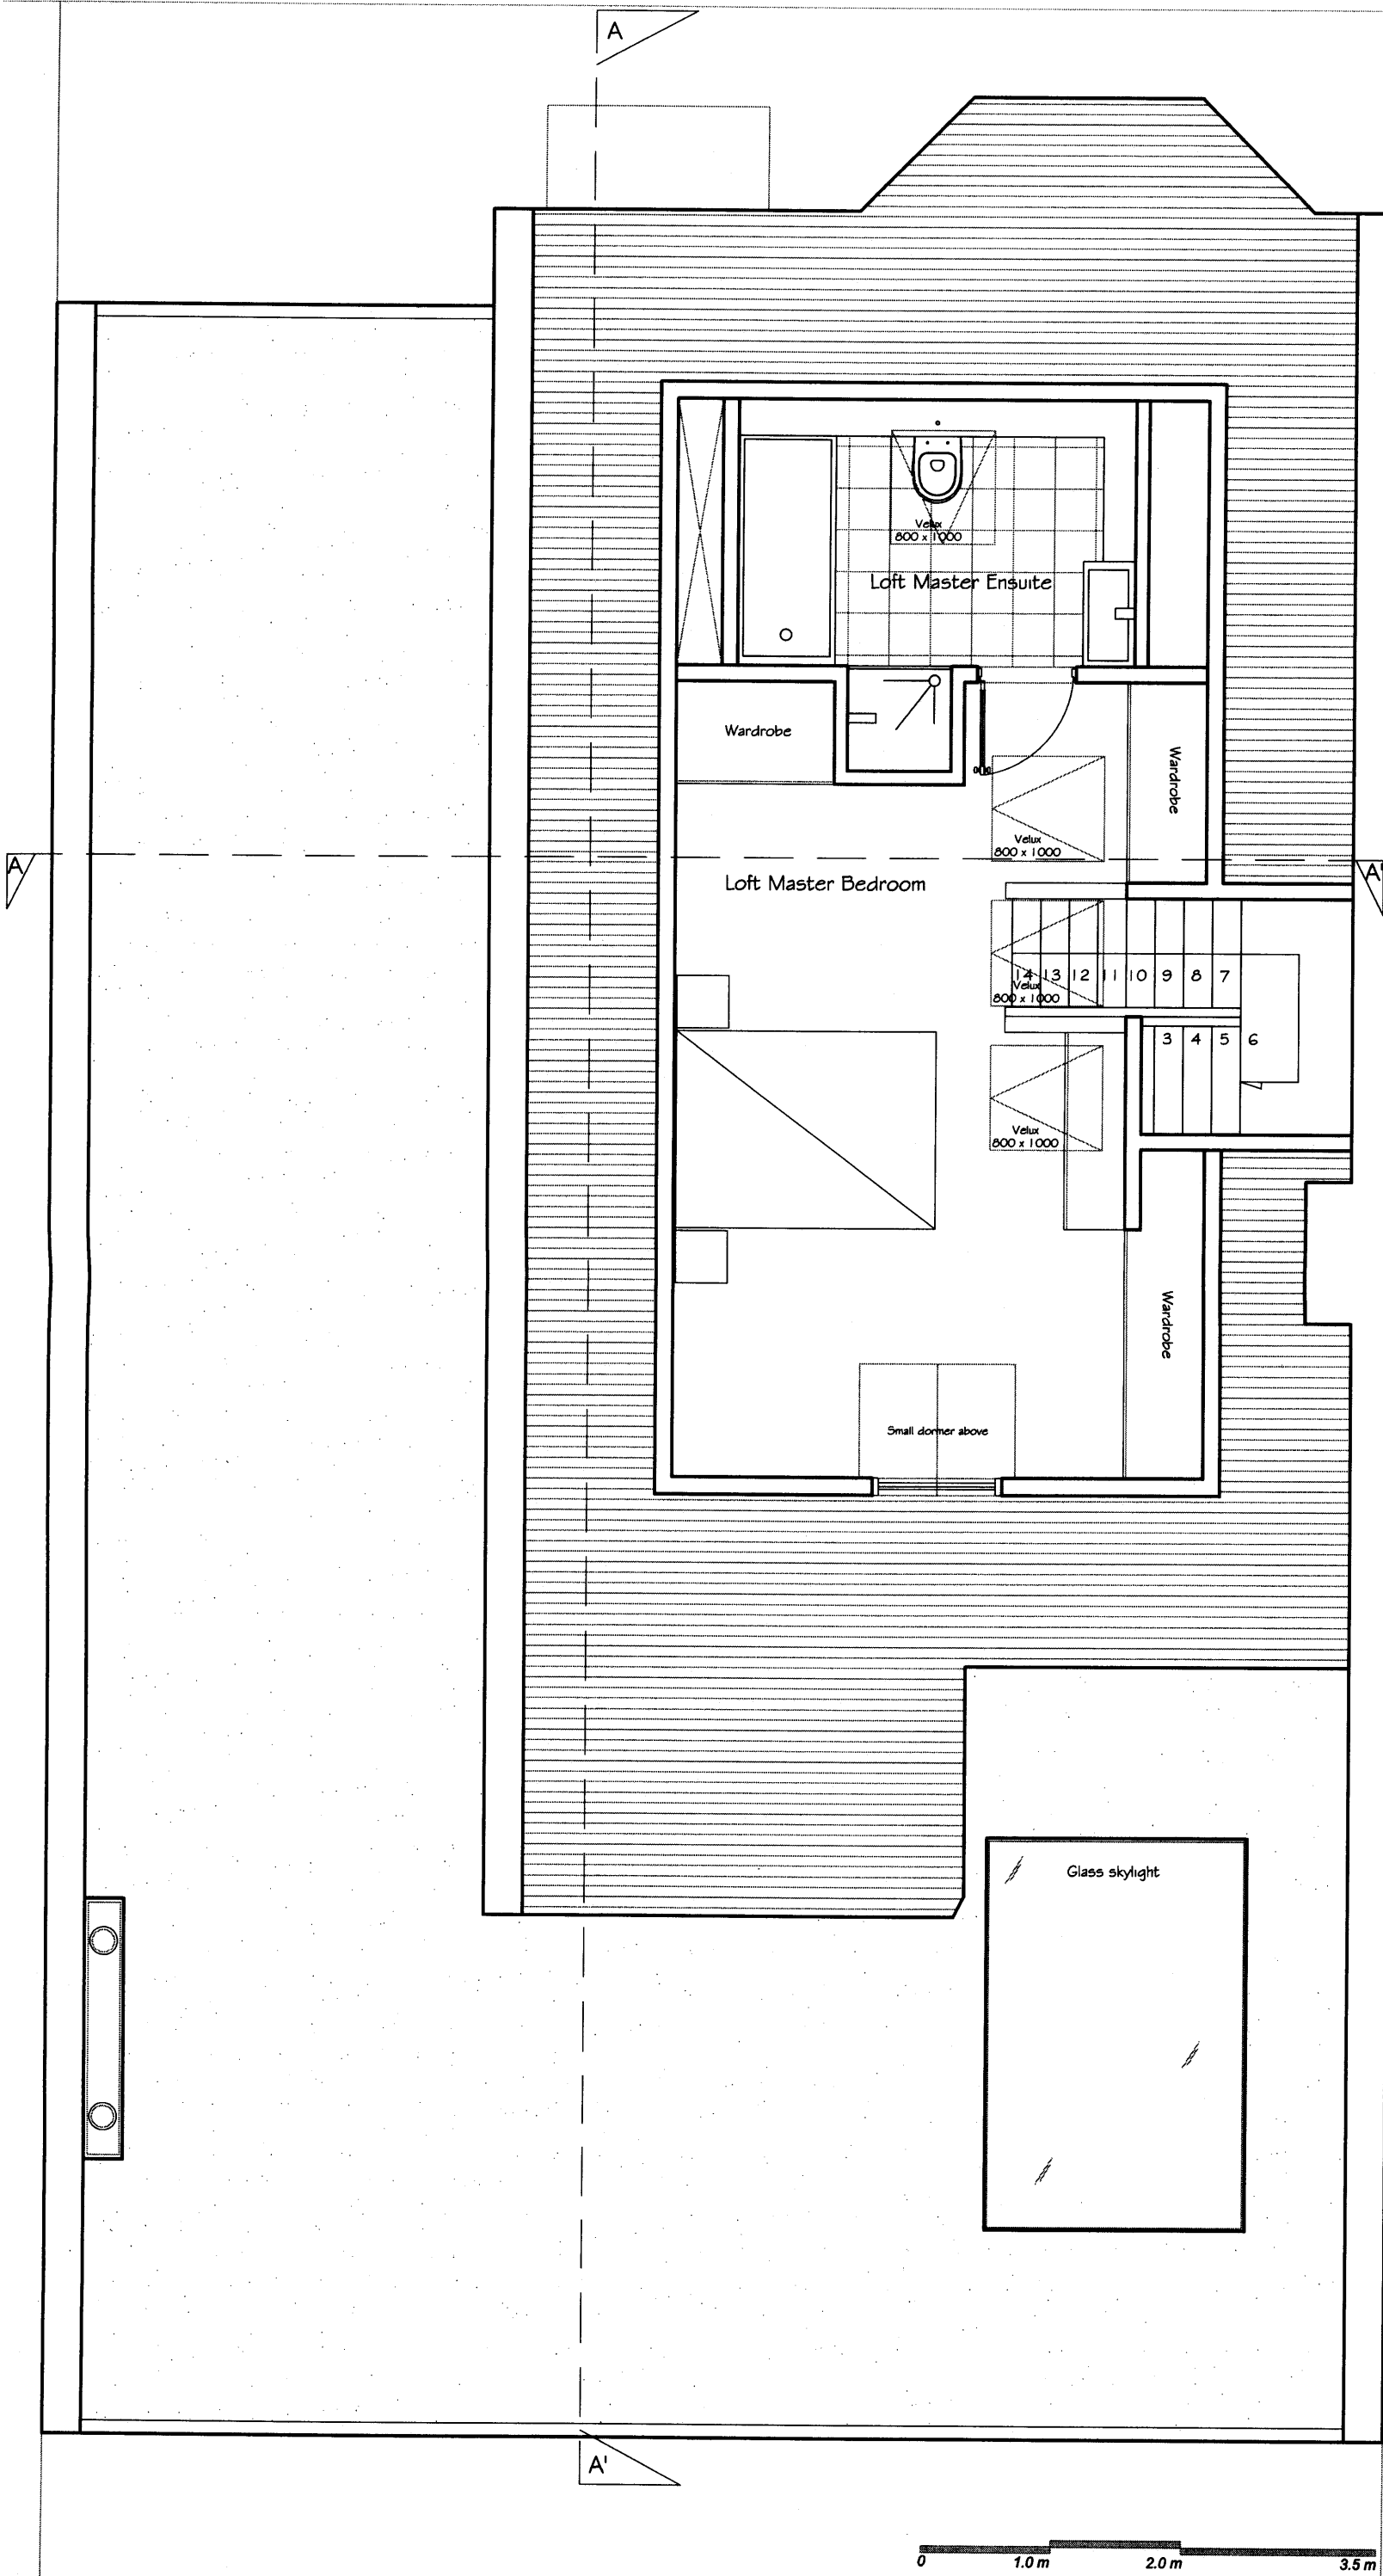 A
Velux
800 x 1000
Loft Master Ensuite
Wardrobe
Wardrobe
Velux
800 x 1000
A
A'
Loft Master Bedroom
14 13 12 11 10 9 8 7
Velux
800 x 1000
3 4 5 6
Velux
800 x 1000
Wardrobe
Small dormer above
Glass skylight
A'
0 1.0 m 2.0 m 3.5 m